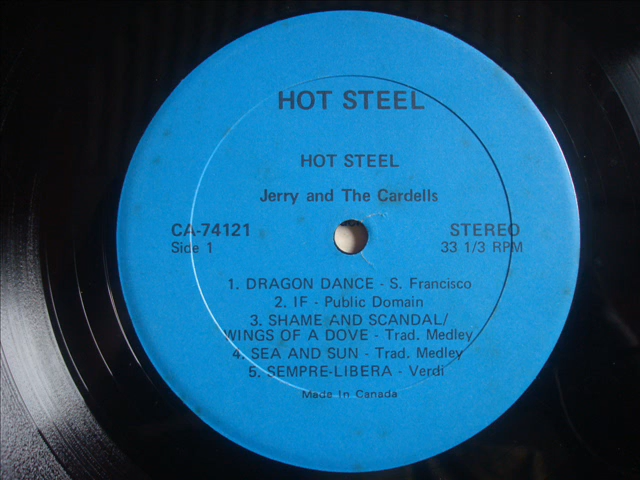 HOT STEEL
HOT STEEL
Jerry and The Cardells
CA-74121 STEREO
Side 1 33 1/3 RPM
1. DRAGON DANCE - S. Francisco
2. IF - Public Domain
3. SHAME AND SCANDAL/
WINGS OF A DOVE - Trad. Medley
4. SEA AND SUN - Trad. Medley
5. SEMPRE-LIBERA - Verdi
Made In Canada